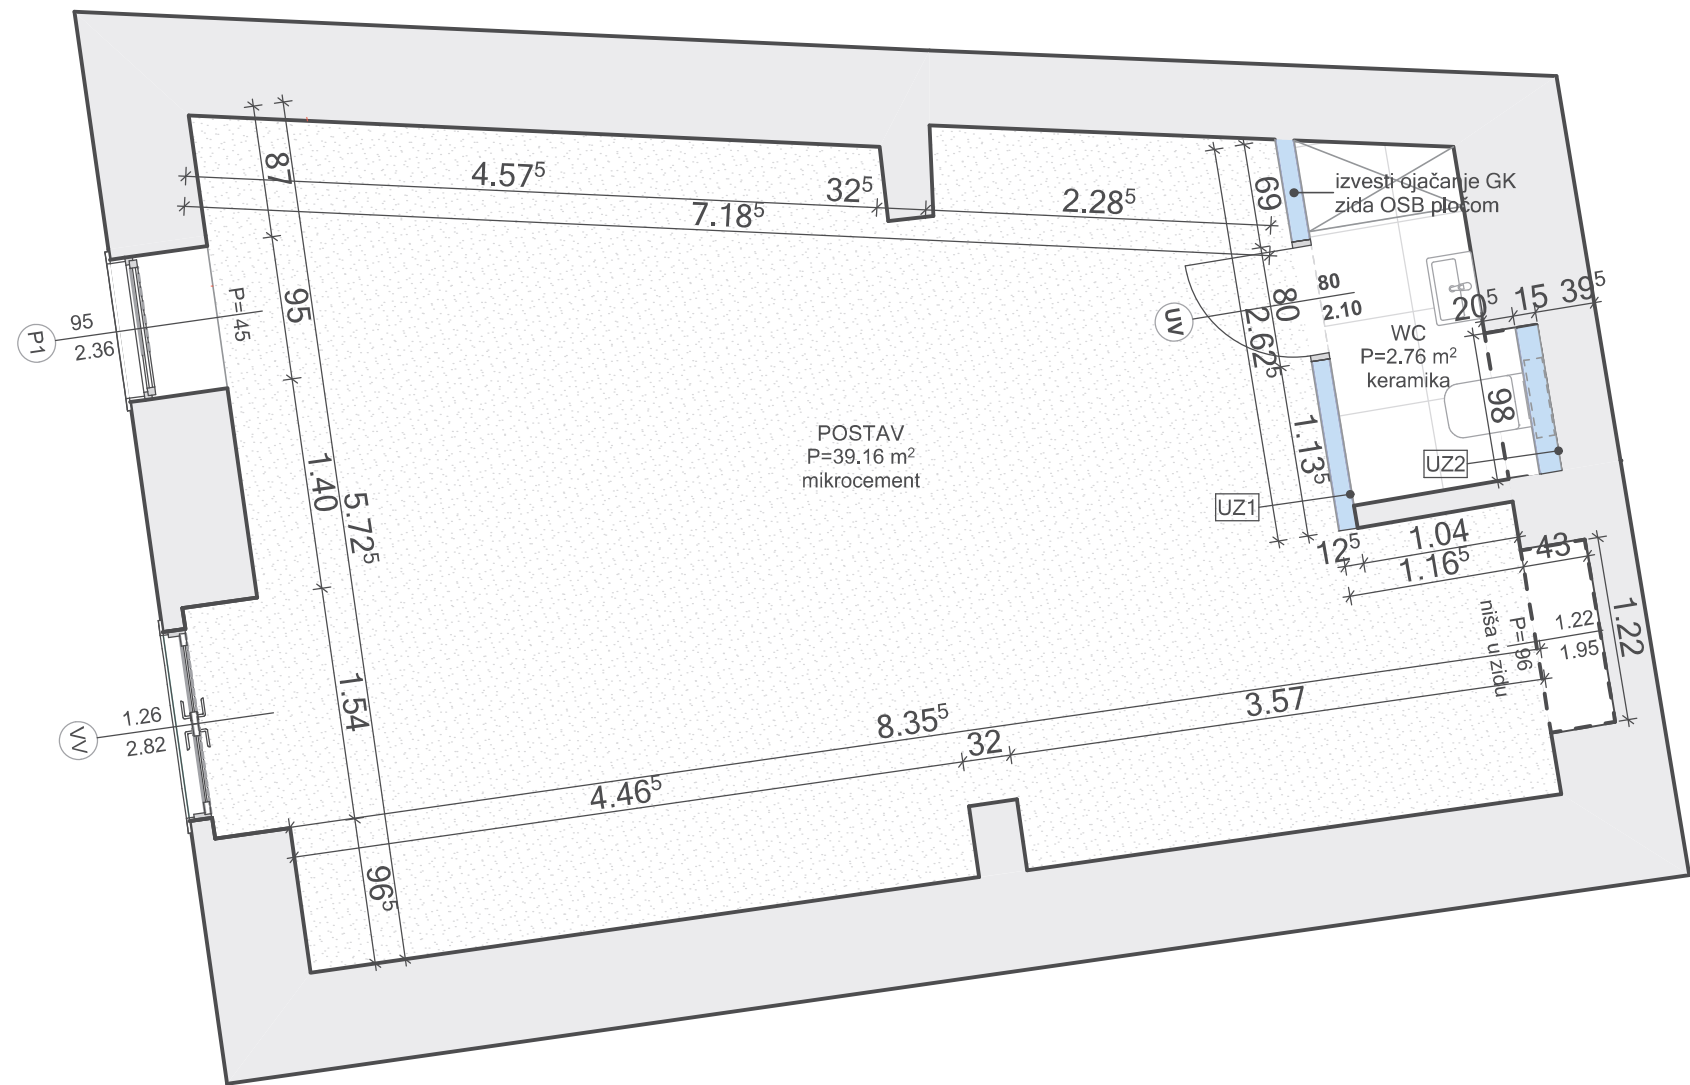 87
4.57⁵
32⁵
7.18⁵
2.28⁵
69
izvesti ojačanje GK
zida OSB pločom
95
P=45
P1
95
2.36
80
2.10
UV
80
2.62⁵
20⁵
15
39⁵
WC
P=2.76 m²
keramika
98
1.13⁵
UZ2
UZ1
POSTAV
P=39.16 m²
mikrocement
1.40
5.72⁵
12⁵
1.04
1.16⁵
43
niša u zidu
P=96
1.22
1.95
1.22
1.54
VV
1.26
2.82
8.35⁵
3.57
32
4.46⁵
96⁵